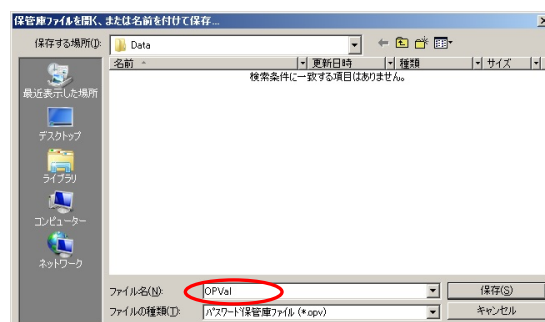 保管庫ファイルを開く、または名前を付けて保存...
保存する場所(I): Data
名前 更新日時 種類 サイズ
検索条件に一致する項目はありません。
最近表示した場所
デスクトップ
ライブラリ
コンピューター
ネットワーク
ファイル名(N): OPVal 保存(S)
ファイルの種類(T): パスワード保管庫ファイル (*.opv) キャンセル